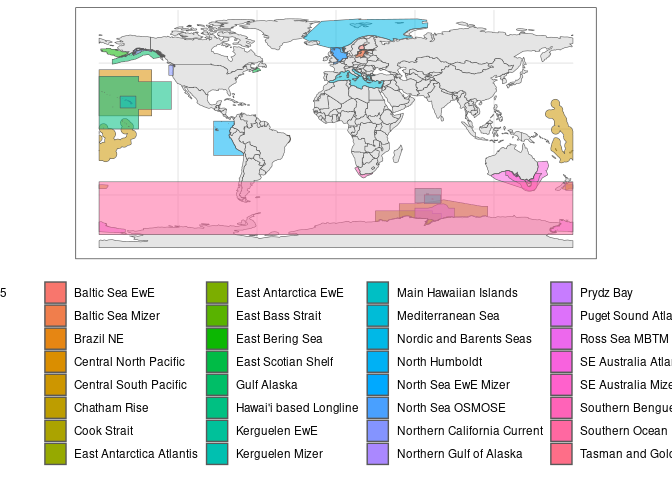 5
Baltic Sea EwE
Baltic Sea Mizer
Brazil NE
Central North Pacific
Central South Pacific
Chatham Rise
Cook Strait
East Antarctica Atlantis
East Antarctica EwE
East Bass Strait
East Bering Sea
East Scotian Shelf
Gulf Alaska
Hawai'i based Longline
Kerguelen EwE
Kerguelen Mizer
Main Hawaiian Islands
Mediterranean Sea
Nordic and Barents Seas
North Humboldt
North Sea EwE Mizer
North Sea OSMOSE
Northern California Current
Northern Gulf of Alaska
Prydz Bay
Puget Sound Atla
Ross Sea MBTM
SE Australia Atlan
SE Australia Mize
Southern Bengue
Southern Ocean
Tasman and Gold